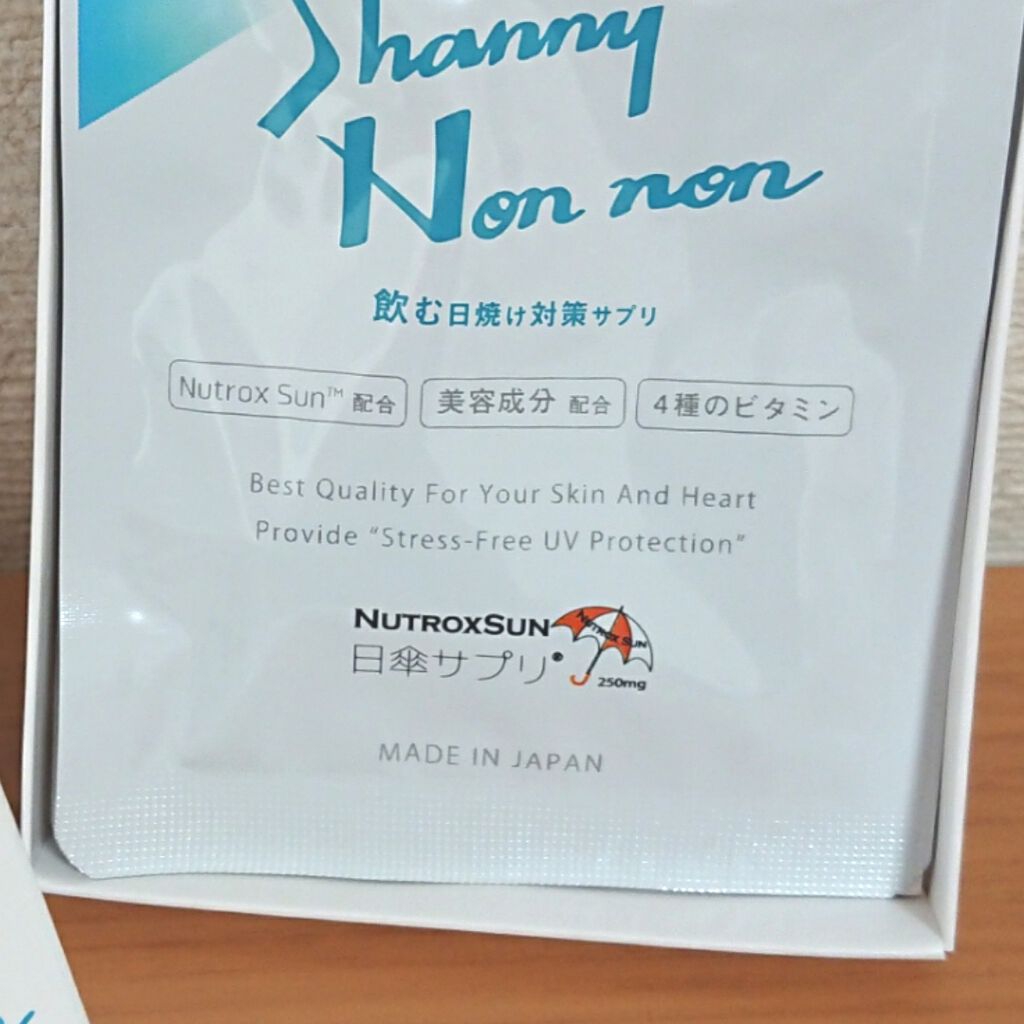 Shanny
Non non
飲む日焼け対策サプリ
Nutrox Sun™ 配合 美容成分 配合 4種のビタミン
Best Quality For Your Skin And Heart
Provide “Stress-Free UV Protection”
NUTROXSUN
NUTROX SUN
日傘サプリ®
250mg
MADE IN JAPAN